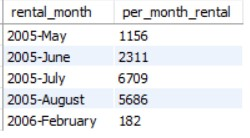 rental_month per_month_rental
2005-May 1156
2005-June 2311
2005-July 6709
2005-August 5686
2006-February 182